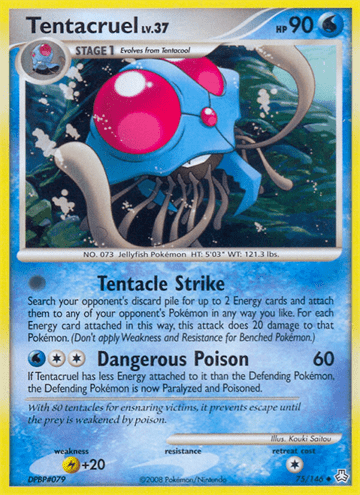 Tentacruel LV.37 HP 90
STAGE 1 Evolves from Tentacool
NO. 073 Jellyfish Pokémon HT: 5'03" WT: 121.3 lbs.
Tentacle Strike
Search your opponent's discard pile for up to 2 Energy cards and attach
them to any of your opponent's Pokémon in any way you like. For each
Energy card attached in this way, this attack does 20 damage to that
Pokémon. (Don't apply Weakness and Resistance for Benched Pokémon.)
Dangerous Poison 60
If Tentacruel has less Energy attached to it than the Defending Pokémon,
the Defending Pokémon is now Paralyzed and Poisoned.
With 80 tentacles for ensnaring victims, it prevents escape until
the prey is weakened by poison.
Illus. Kouki Saitou
weakness resistance retreat cost
+20
DPBP#079 ©2008 Pokémon/Nintendo 75/146